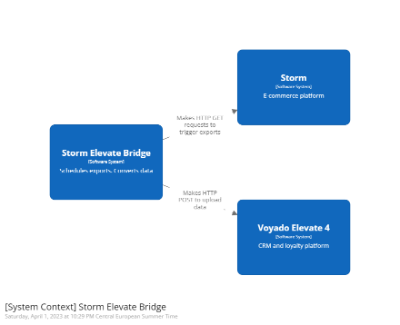 Storm
[Software System]
E-commerce platform
Makes HTTP GET
requests to
trigger exports
Storm Elevate Bridge
[Software System]
Schedules exports. Converts data
Makes HTTP
POST to upload
data
Voyado Elevate 4
[Software System]
CRM and loyalty platform
[System Context] Storm Elevate Bridge
Saturday, April 1, 2023 at 10:29 PM Central European Summer Time